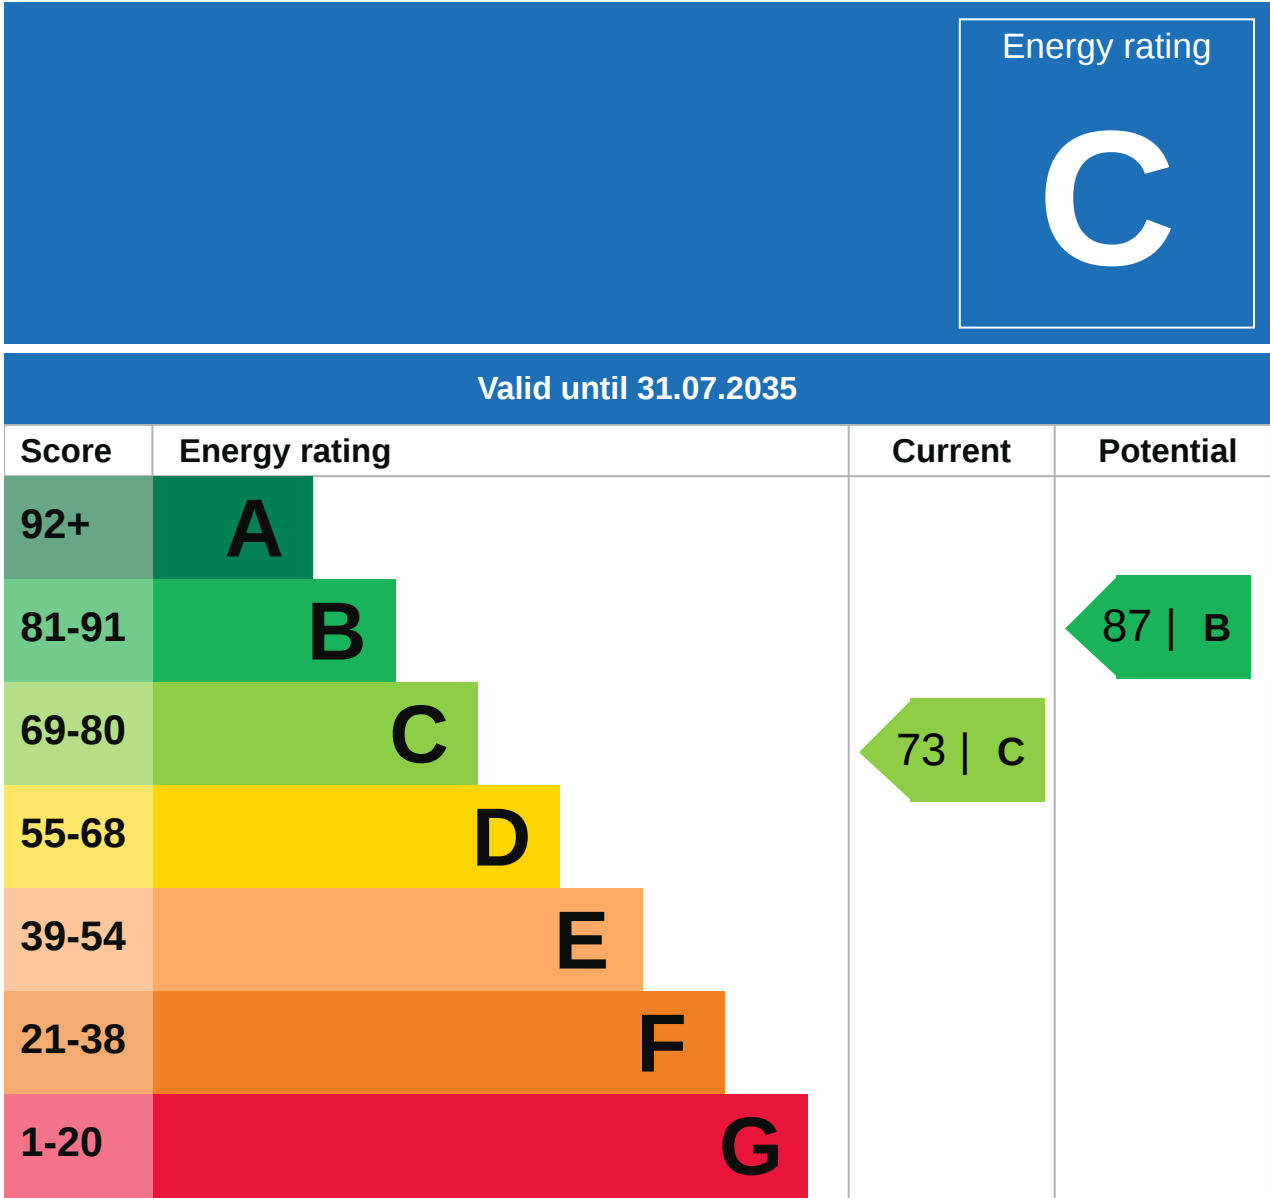 Energy rating
C
Valid until 31.07.2035
Score Energy rating Current Potential
92+ A
81-91 B 87 | B
69-80 C 73 | C
55-68 D
39-54 E
21-38 F
1-20 G